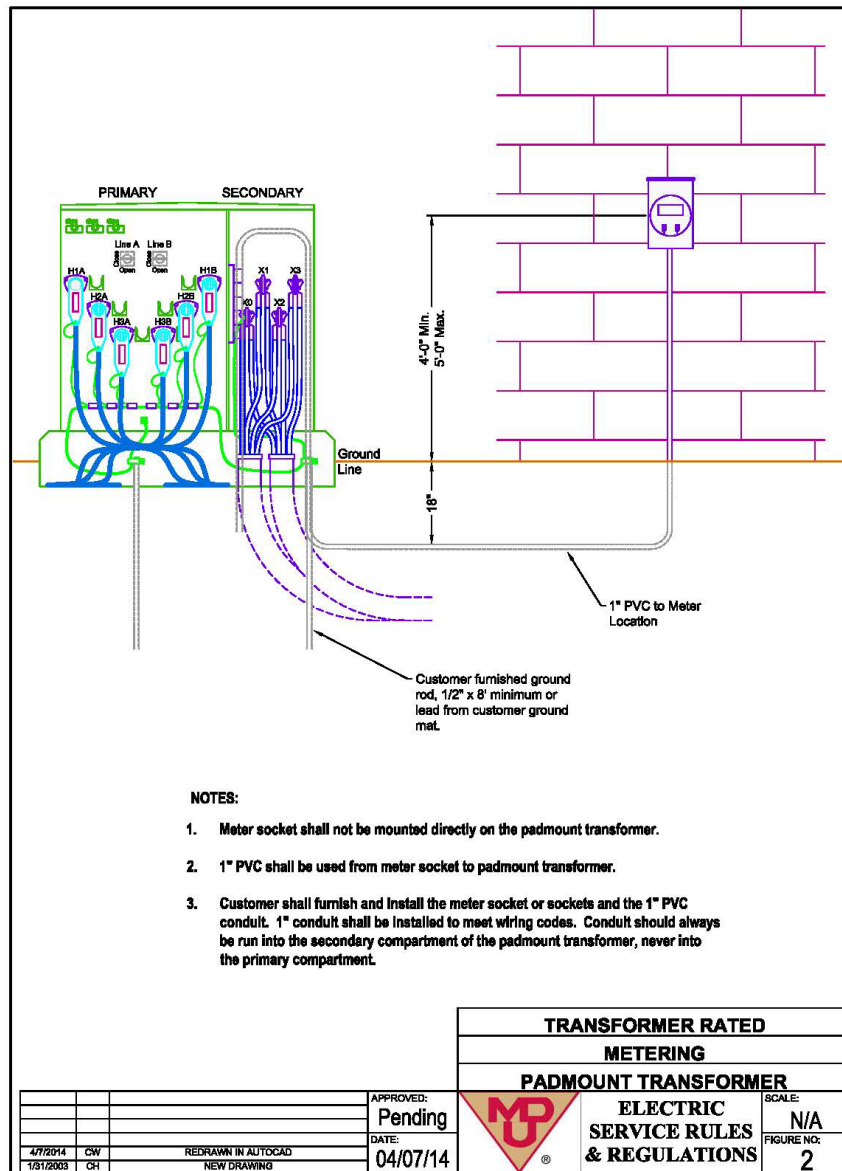 PRIMARY
SECONDARY
Line A
Line B
Close
Open
Close
Open
H1A
H2A
H3A
H3B
H2B
H1B
X1
X3
X0
X2
4'-0" Min.
5'-0" Max.
Ground
Line
18"
1" PVC to Meter
Location
Customer furnished ground
rod, 1/2" x 8' minimum or
lead from customer ground
mat.
NOTES:
1. Meter socket shall not be mounted directly on the padmount transformer.
2. 1" PVC shall be used from meter socket to padmount transformer.
3. Customer shall furnish and install the meter socket or sockets and the 1" PVC
conduit. 1" conduit shall be installed to meet wiring codes. Conduit should always
be run into the secondary compartment of the padmount transformer, never into
the primary compartment.
TRANSFORMER RATED
METERING
PADMOUNT TRANSFORMER
APPROVED:
Pending
DATE:
04/07/14
MDU
®
ELECTRIC
SERVICE RULES
& REGULATIONS
SCALE:
N/A
FIGURE NO:
2
4/7/2014 CW REDRAWN IN AUTOCAD
1/31/2003 CH NEW DRAWING